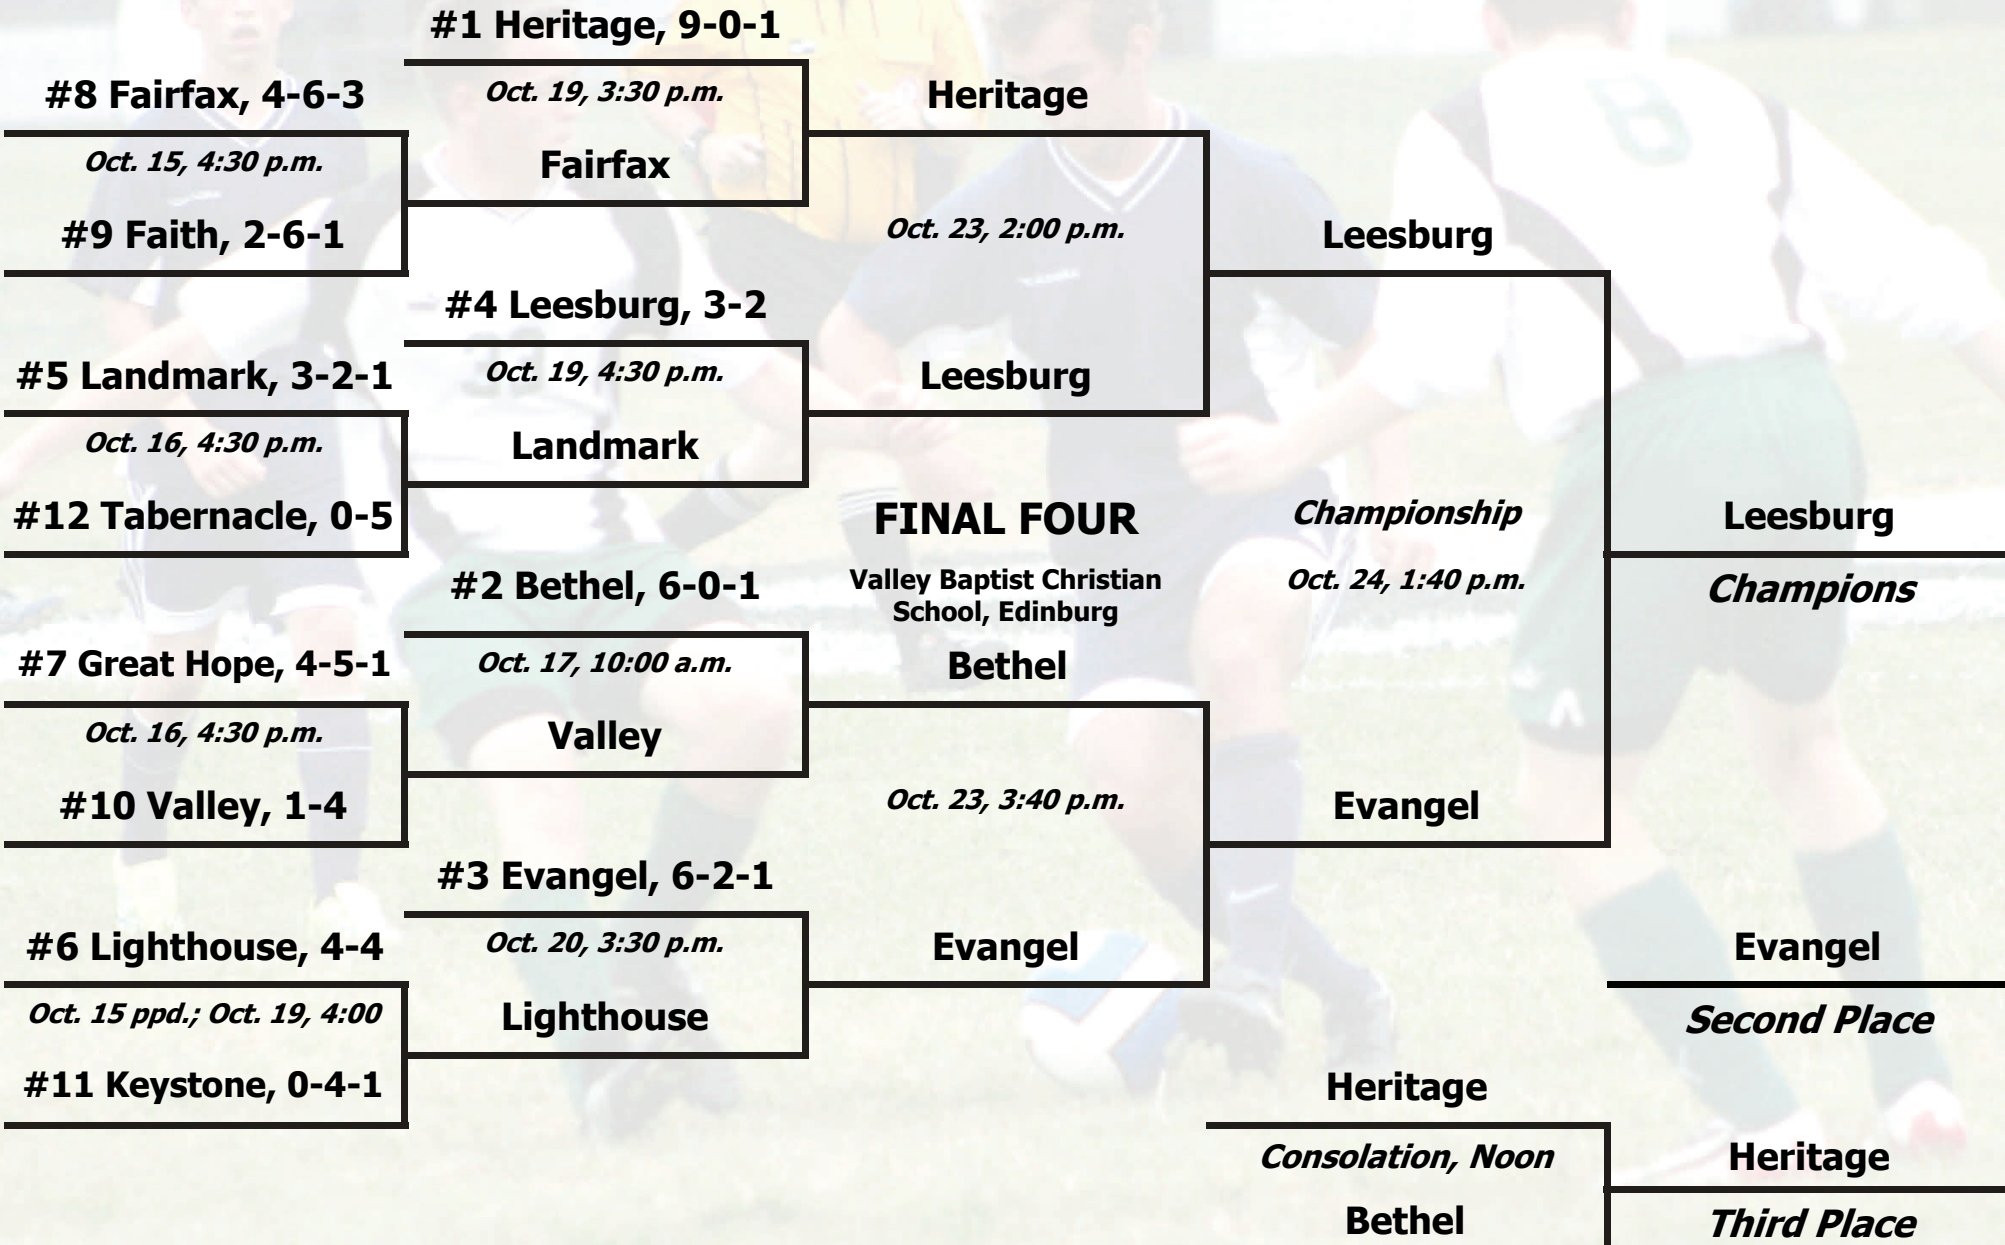 #1 Heritage, 9-0-1
#8 Fairfax, 4-6-3
Oct. 19, 3:30 p.m.
Heritage
Oct. 15, 4:30 p.m.
Fairfax
#9 Faith, 2-6-1
Oct. 23, 2:00 p.m.
Leesburg
#4 Leesburg, 3-2
#5 Landmark, 3-2-1
Oct. 19, 4:30 p.m.
Leesburg
Oct. 16, 4:30 p.m.
Landmark
#12 Tabernacle, 0-5
FINAL FOUR
Championship
Leesburg
#2 Bethel, 6-0-1
Valley Baptist Christian
School, Edinburg
Oct. 24, 1:40 p.m.
Champions
#7 Great Hope, 4-5-1
Oct. 17, 10:00 a.m.
Bethel
Oct. 16, 4:30 p.m.
Valley
#10 Valley, 1-4
Oct. 23, 3:40 p.m.
Evangel
#3 Evangel, 6-2-1
#6 Lighthouse, 4-4
Oct. 20, 3:30 p.m.
Evangel
Evangel
Oct. 15 ppd.; Oct. 19, 4:00
Lighthouse
Second Place
#11 Keystone, 0-4-1
Heritage
Consolation, Noon
Heritage
Bethel
Third Place